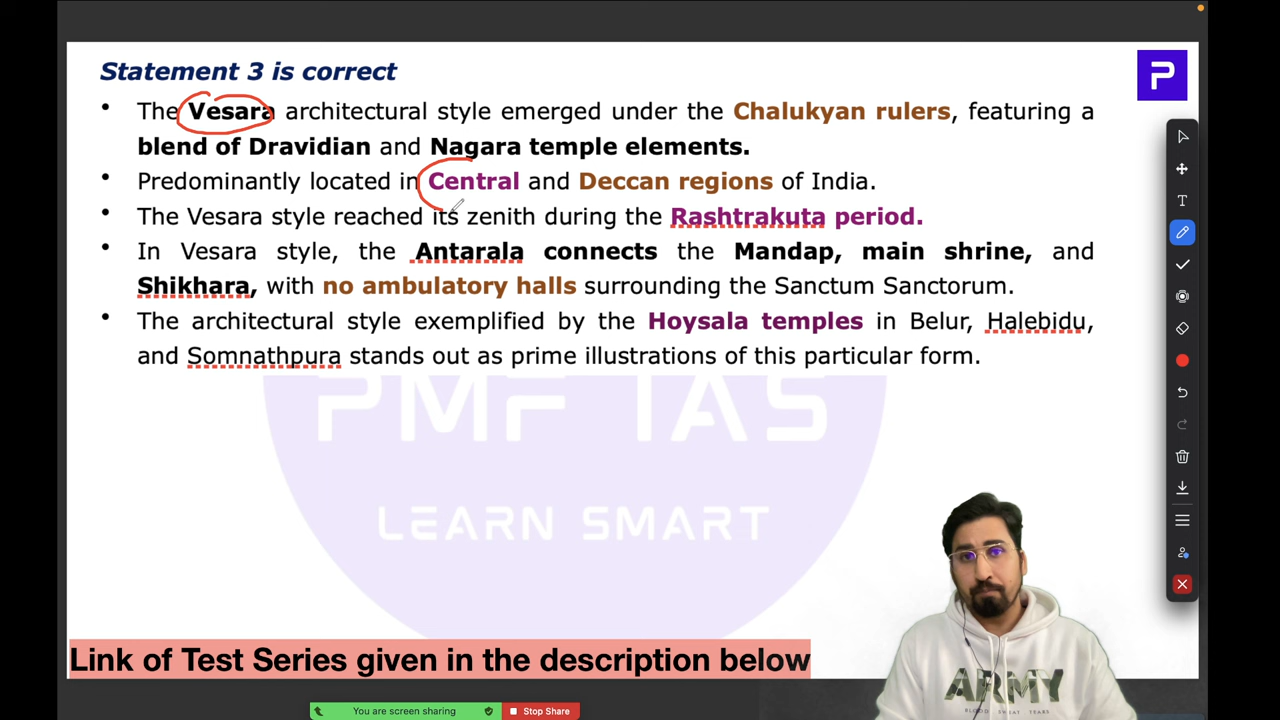 Statement 3 is correct
• The Vesara architectural style emerged under the Chalukyan rulers, featuring a
blend of Dravidian and Nagara temple elements.
• Predominantly located in Central and Deccan regions of India.
• The Vesara style reached its zenith during the Rashtrakuta period.
• In Vesara style, the Antarala connects the Mandap, main shrine, and
Shikhara, with no ambulatory halls surrounding the Sanctum Sanctorum.
• The architectural style exemplified by the Hoysala temples in Belur, Halebidu,
and Somnathpura stands out as prime illustrations of this particular form.
PMF IAS
LEARN SMART
ARMY
BLOOD SWEAT TEARS
Link of Test Series given in the description below
You are screen sharing
Stop Share